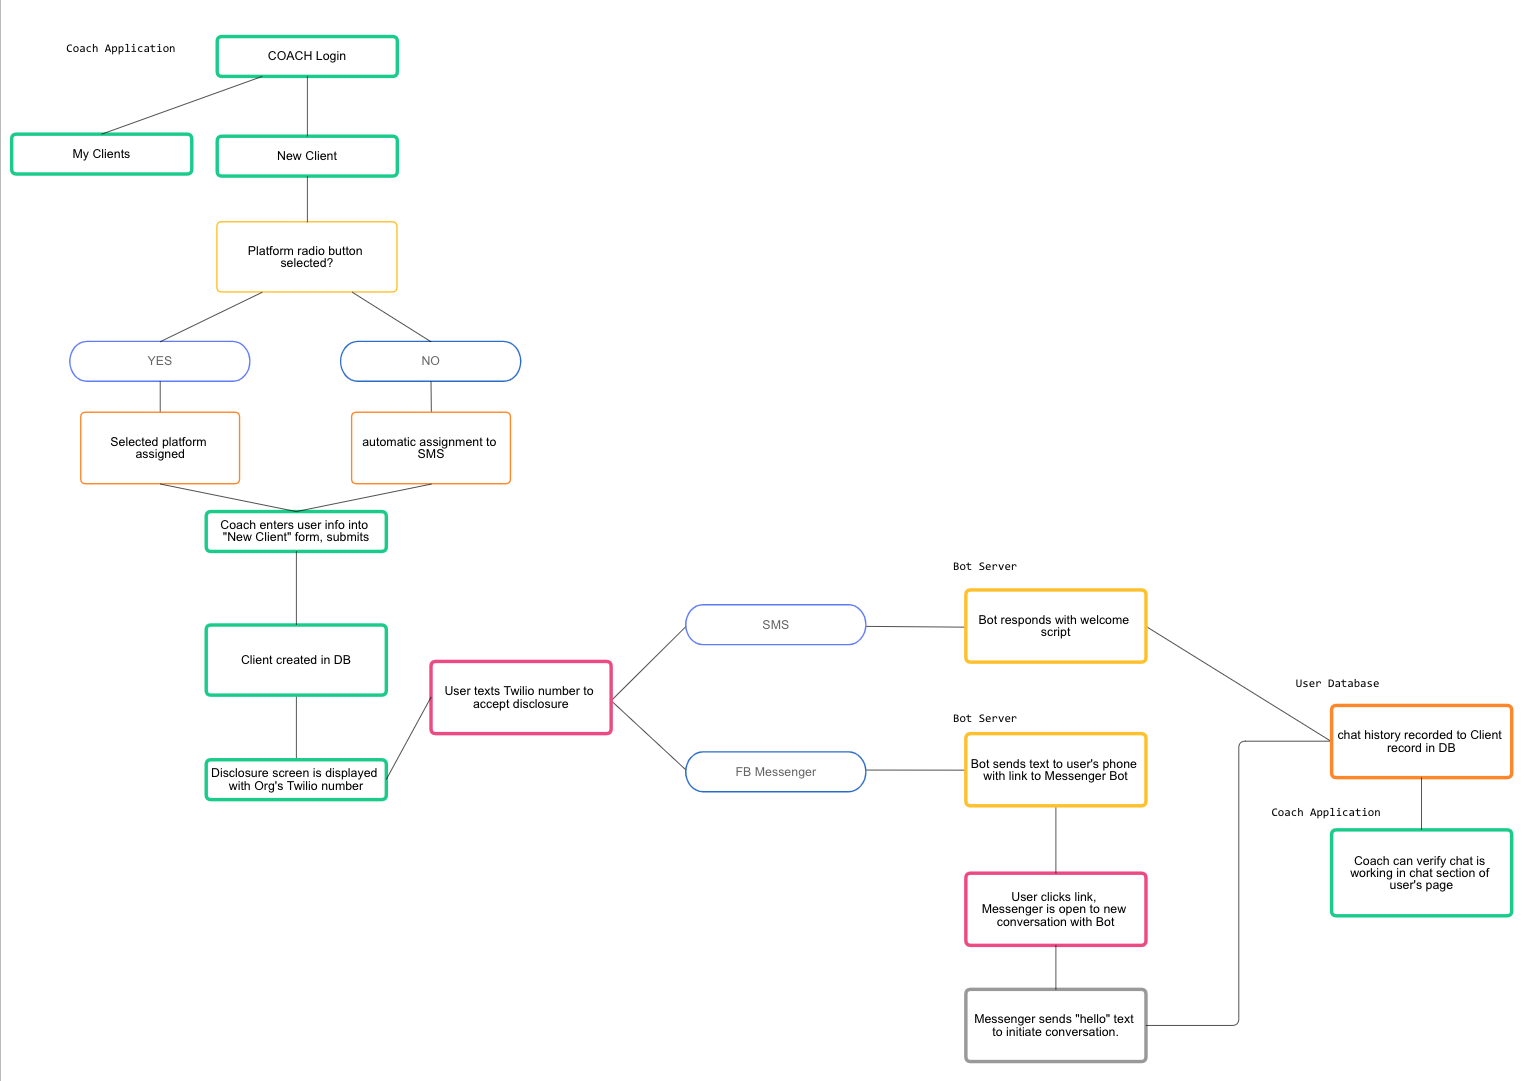 Coach Application
COACH Login
My Clients
New Client
Platform radio button
selected?
YES
NO
Selected platform
assigned
automatic assignment to
SMS
Coach enters user info into
"New Client" form, submits
Client created in DB
Disclosure screen is displayed
with Org's Twilio number
User texts Twilio number to
accept disclosure
SMS
FB Messenger
Bot Server
Bot responds with welcome
script
Bot Server
Bot sends text to user's phone
with link to Messenger Bot
User clicks link,
Messenger is open to new
conversation with Bot
Messenger sends "hello" text
to initiate conversation.
User Database
chat history recorded to Client
record in DB
Coach Application
Coach can verify chat is
working in chat section of
user's page